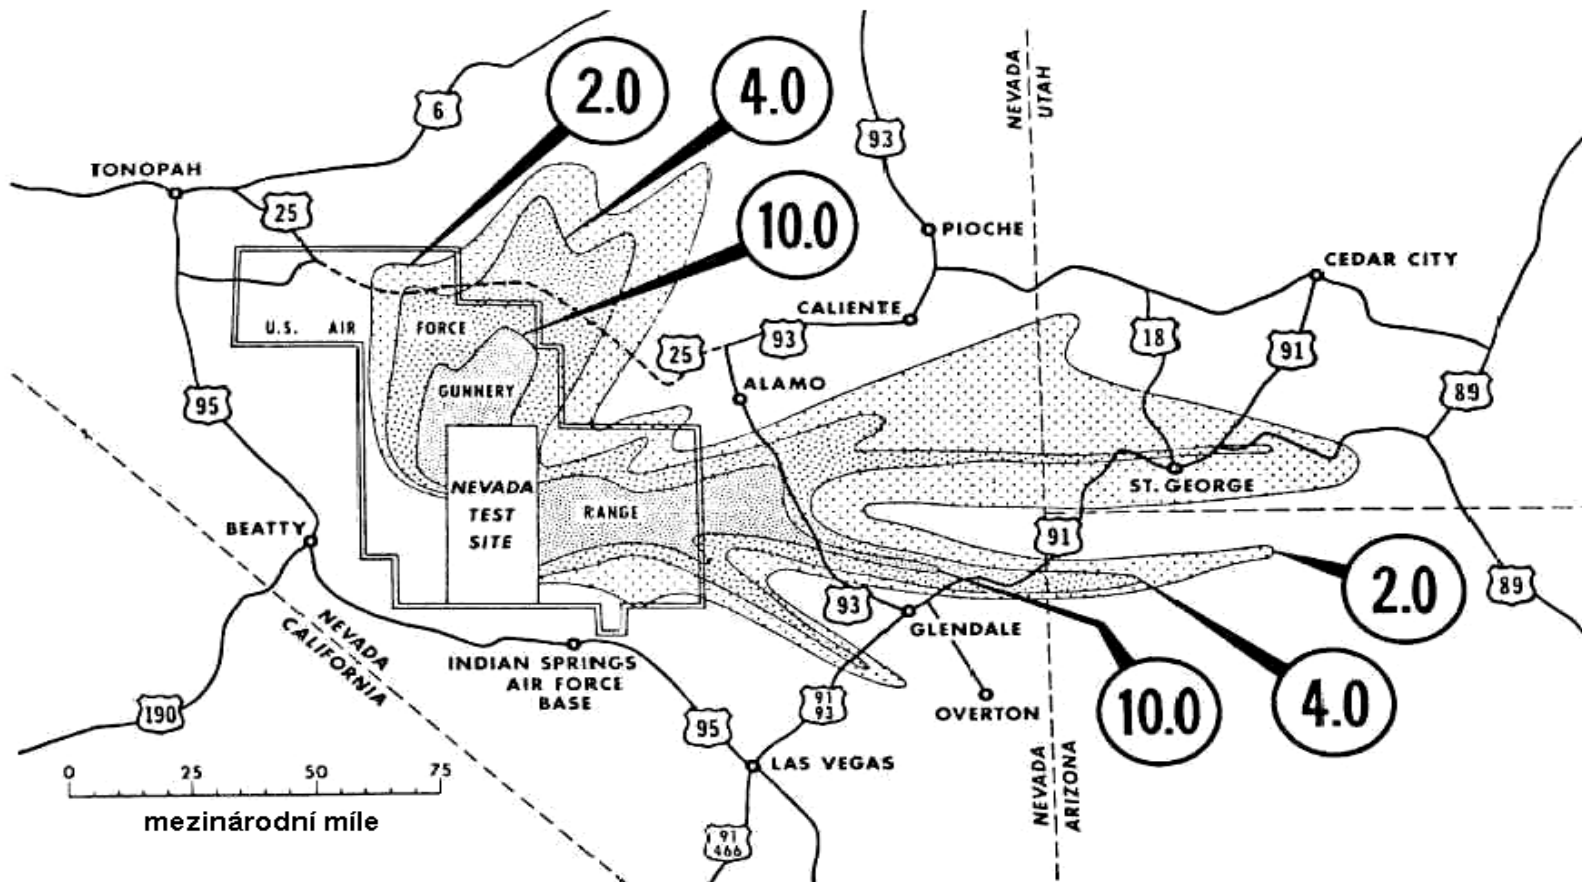 2.0
4.0
6
NEVADA
UTAH
93
TONOPAH
25
10.0
PIOCHE
CEDAR CITY
CALIENTE
U.S. AIR FORCE
93
18
91
25
GUNNERY
ALAMO
89
95
NEVADA
TEST
SITE
RANGE
ST. GEORGE
BEATTY
91
2.0
89
93
GLENDALE
NEVADA
CALIFORNIA
INDIAN SPRINGS
AIR FORCE
BASE
190
95
91
93
OVERTON
10.0
4.0
LAS VEGAS
NEVADA
ARIZONA
0 25 50 75
mezinárodní míle
91
466